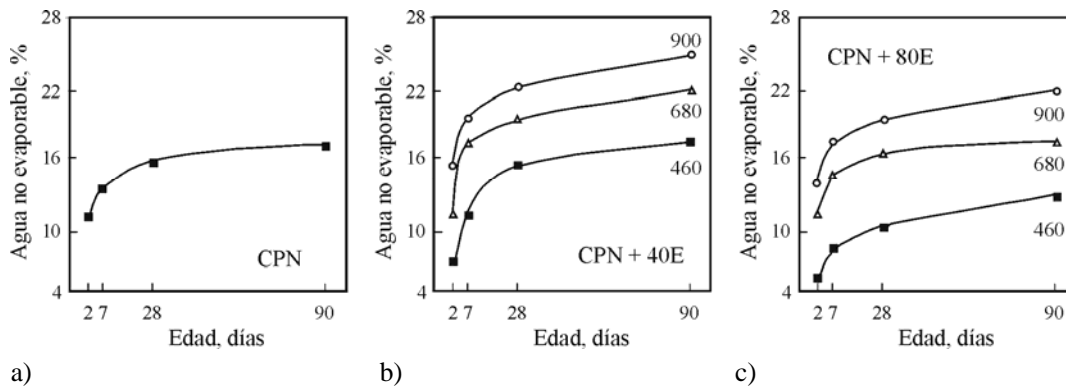 Agua no evaporable, %
28
22
16
10
4
CPN
2 7 28 90
Edad, días
a)
Agua no evaporable, %
28
22
16
10
4
900
680
460
CPN + 40E
2 7 28 90
Edad, días
b)
Agua no evaporable, %
28
22
16
10
4
CPN + 80E
900
680
460
2 7 28 90
Edad, días
c)